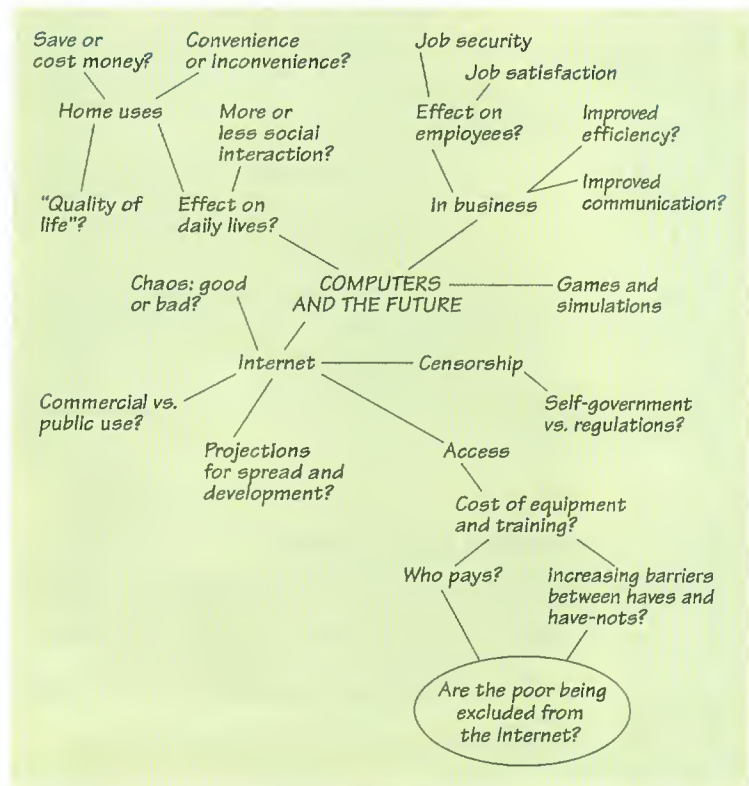 Save or
cost money?
Convenience
or inconvenience?
Job security
Job satisfaction
Home uses
More or
less social
interaction?
Effect on
employees?
Improved
efficiency?
"Quality of
life"?
Effect on
daily lives?
In business
Improved
communication?
Chaos: good
or bad?
COMPUTERS
AND THE FUTURE
Games and
simulations
Internet
Censorship
Commercial vs.
public use?
Self-government
vs. regulations?
Projections
for spread and
development?
Access
Cost of equipment
and training?
Who pays?
Increasing barriers
between haves and
have-nots?
Are the poor being
excluded from
the Internet?